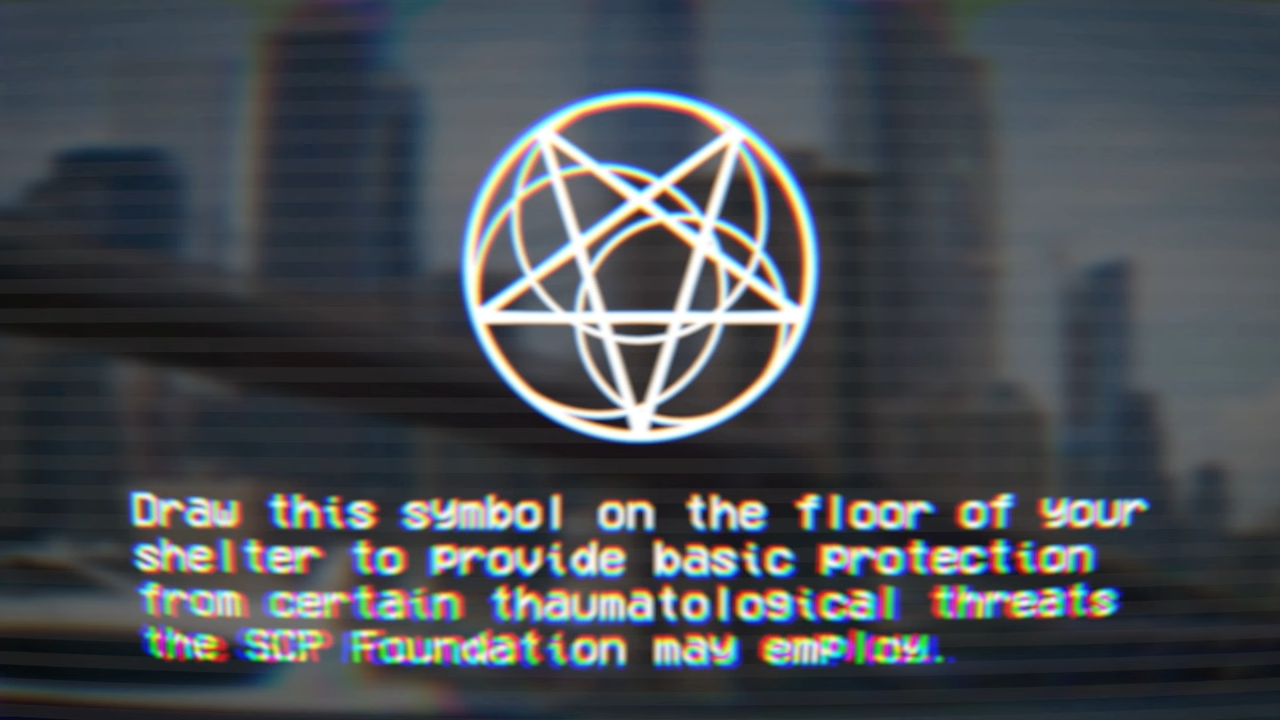 Draw this symbol on the floor of your
shelter to provide basic protection
from certain thaumatological threats
the SCP Foundation may employ.